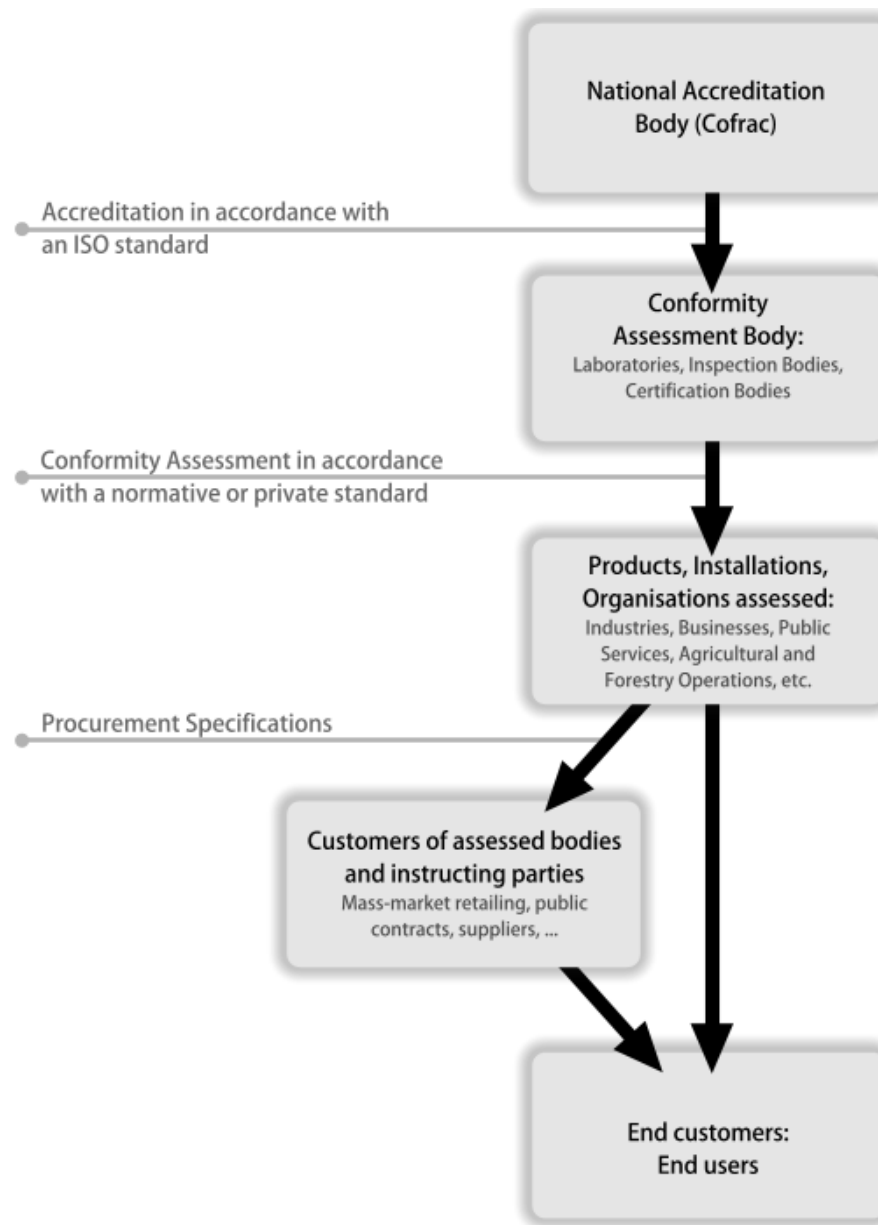 National Accreditation
Body (Cofrac)
Accreditation in accordance with
an ISO standard
Conformity
Assessment Body:
Laboratories, Inspection Bodies,
Certification Bodies
Conformity Assessment in accordance
with a normative or private standard
Products, Installations,
Organisations assessed:
Industries, Businesses, Public
Services, Agricultural and
Forestry Operations, etc.
Procurement Specifications
Customers of assessed bodies
and instructing parties
Mass-market retailing, public
contracts, suppliers, ...
End customers:
End users